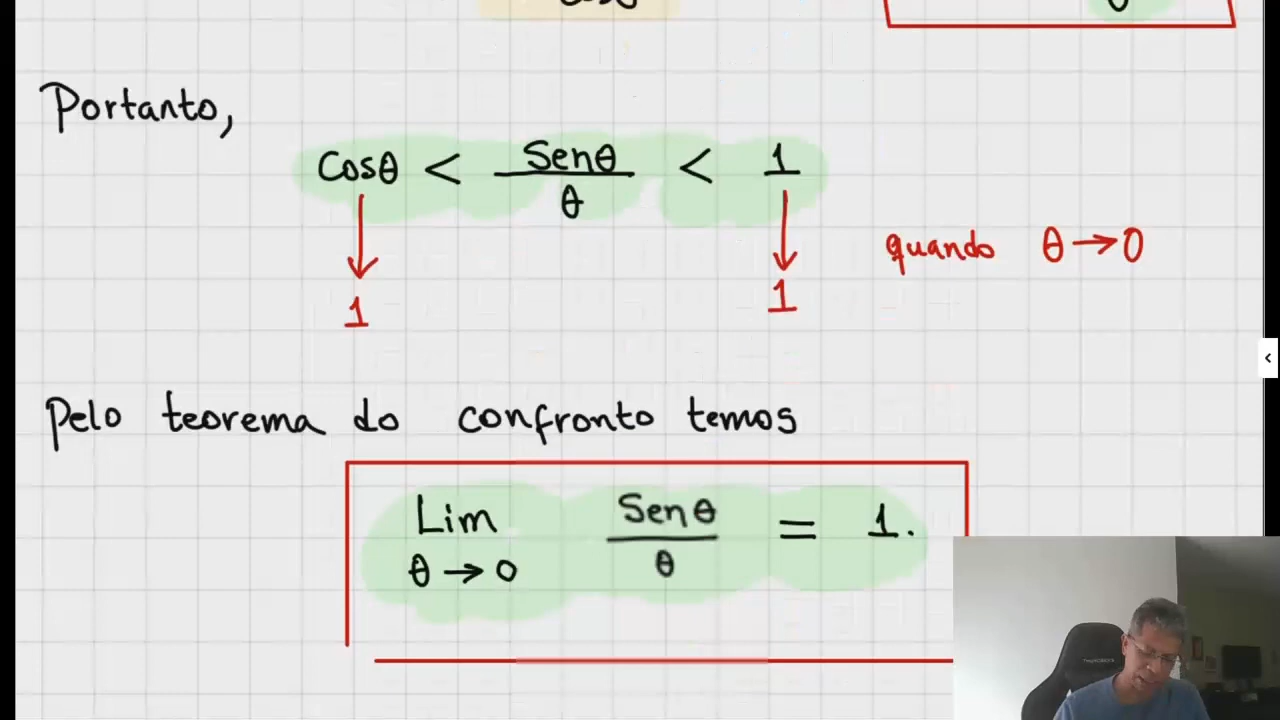 Portanto,
Cosθ < Senθ/θ < 1
quando θ → 0
1 1
Pelo teorema do confronto temos
Lim θ → 0 Senθ/θ = 1.